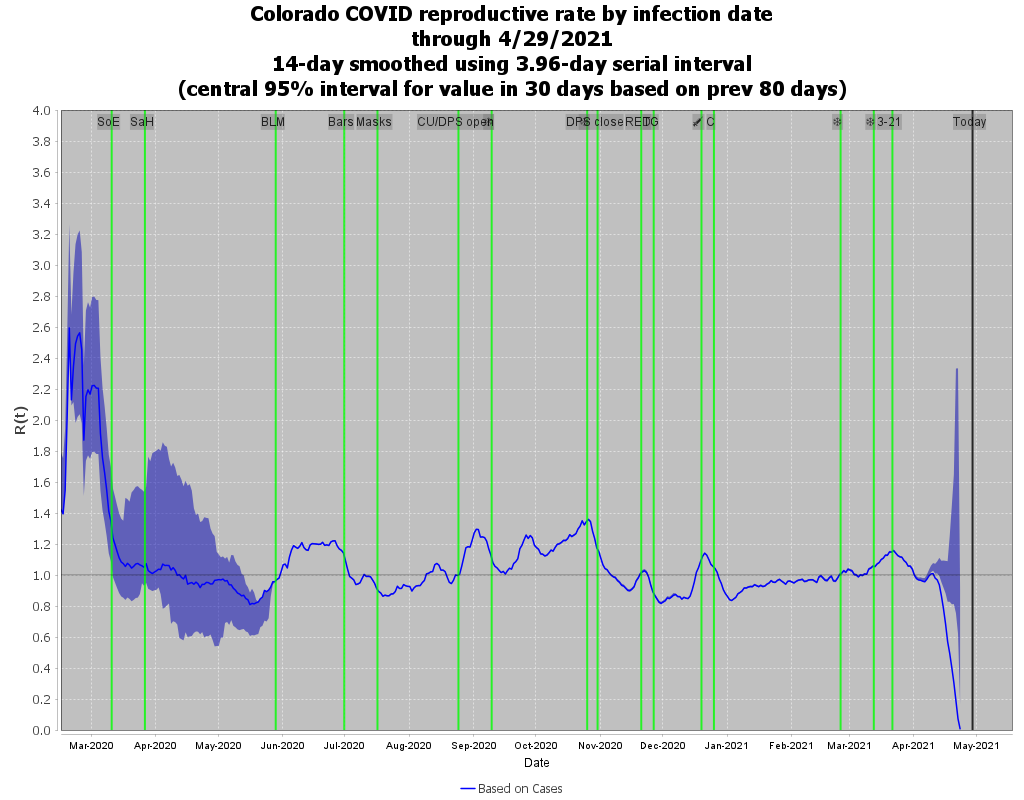 Colorado COVID reproductive rate by infection date
through 4/29/2021
14-day smoothed using 3.96-day serial interval
(central 95% interval for value in 30 days based on prev 80 days)
4.0
SoE SaH BLM Bars Masks CU/DPS open DPS close RED TG C 3-21 Today
3.8
3.6
3.4
3.2
3.0
2.8
2.6
2.4
2.2
2.0
1.8
1.6
1.4
1.2
1.0
0.8
0.6
0.4
0.2
0.0
R(t)
Mar-2020 Apr-2020 May-2020 Jun-2020 Jul-2020 Aug-2020 Sep-2020 Oct-2020 Nov-2020 Dec-2020 Jan-2021 Feb-2021 Mar-2021 Apr-2021 May-2021
Date
Based on Cases